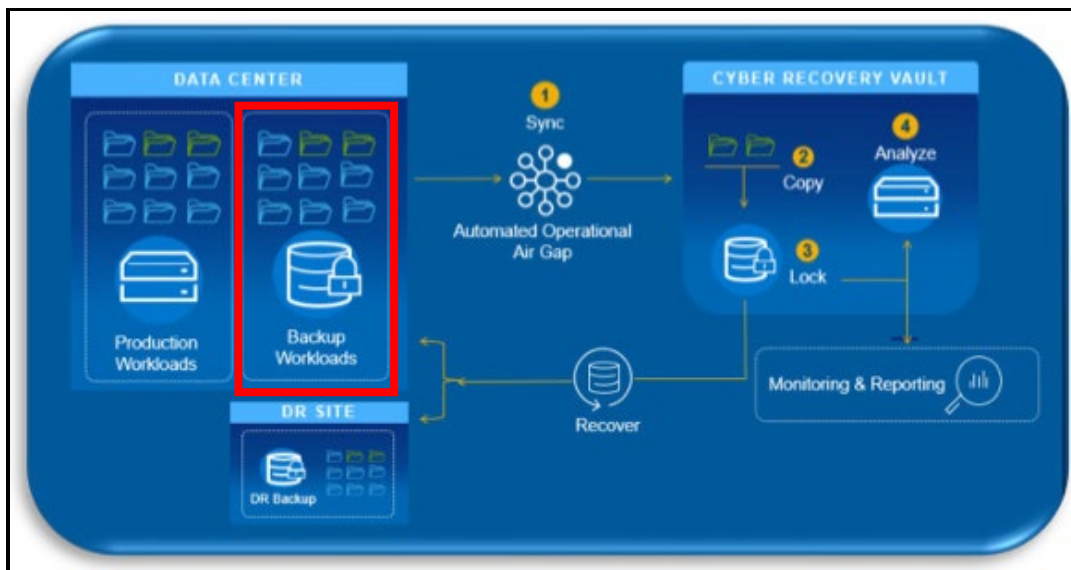 DATA CENTER
Production
Workloads
Backup
Workloads
DR SITE
DR Backup
1
Sync
Automated Operational
Air Gap
Recover
CYBER RECOVERY VAULT
2
Copy
3
Lock
4
Analyze
Monitoring & Reporting